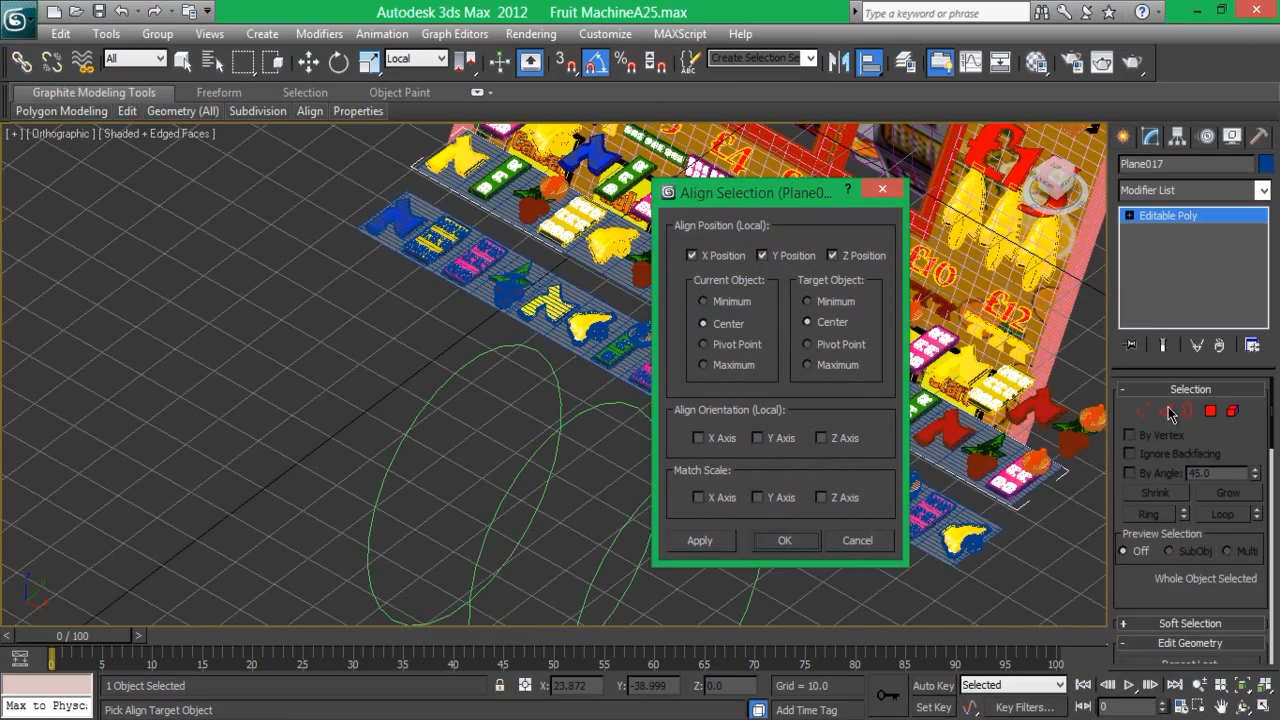 Autodesk 3ds Max 2012 Fruit MachineA25.max
Type a keyword or phrase
Edit Tools Group Views Create Modifiers Animation Graph Editors Rendering Customize MAXScript Help
All Local Create Selection Se
Graphite Modeling Tools Freeform Selection Object Paint
Polygon Modeling Edit Geometry (All) Subdivision Align Properties
[ + ] [ Orthographic ] [ Shaded + Edged Faces ]
£1
£4
£10
£12
Align Selection (Plane0...
Align Position (Local):
X Position Y Position Z Position
Current Object: Target Object:
Minimum Minimum
Center Center
Pivot Point Pivot Point
Maximum Maximum
Align Orientation (Local):
X Axis Y Axis Z Axis
Match Scale:
X Axis Y Axis Z Axis
Apply OK Cancel
Plane017
Modifier List
Editable Poly
Selection
By Vertex
Ignore Backfacing
By Angle: 45.0
Shrink Grow
Ring Loop
Preview Selection
Off SubObj Multi
Whole Object Selected
Soft Selection
Edit Geometry
0 / 100
0 5 10 15 20 25 30 35 40 45 50 55 60 65 70 75 80 85 90 95 100
1 Object Selected X: 23.872 Y: -38.999 Z: 0.0 Grid = 10.0 Auto Key Selected
Max to Physc Pick Align Target Object Add Time Tag Set Key Key Filters... 0